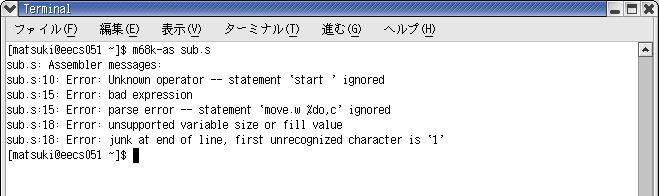 Terminal
ファイル(F) 編集(E) 表示(V) ターミナル(T) 進む(G) ヘルプ(H)
[matsuki@eecs051 ~]$ m68k-as sub.s
sub.s: Assembler messages:
sub.s:10: Error: Unknown operator -- statement `start ' ignored
sub.s:15: Error: bad expression
sub.s:15: Error: parse error -- statement `move.w %do,c' ignored
sub.s:18: Error: unsupported variable size or fill value
sub.s:18: Error: junk at end of line, first unrecognized character is `1'
[matsuki@eecs051 ~]$